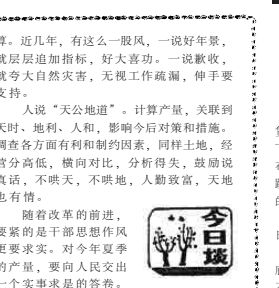 算。近几年，有这么一股风，一说好年景，
就层层追加指标，好大喜功。一说歉收，
就夸大自然灾害，无视工作疏漏，伸手要
支持。
人说“天公地道”。计算产量，关联到
天时、地利、人和，影响今后对策和措施。
调查各方面有利和制约因素，同样土地，经
营分高低，横向对比，分析得失，鼓励说
真话，不哄天，不哄地，人勤致富，天地
也有情。
随着改革的前进，
要紧的是干部思想作风
更要求实。对今年夏季
的产量，要向人民交出
一个实事求是的答卷。
今日谈